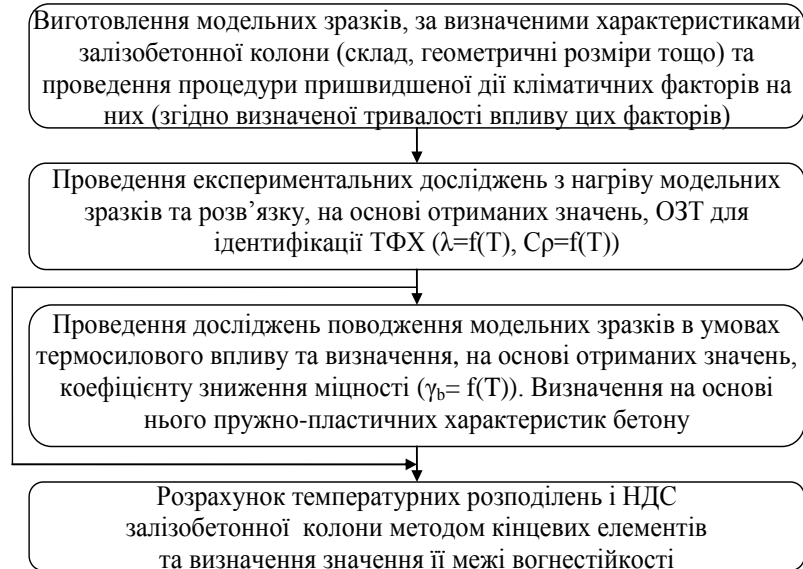 Виготовлення модельних зразків, за визначеними характеристиками
залізобетонної колони (склад, геометричні розміри тощо) та
проведення процедури пришвидшеної дії кліматичних факторів на
них (згідно визначеної тривалості впливу цих факторів)
Проведення експериментальних досліджень з нагріву модельних
зразків та розв’язку, на основі отриманих значень, ОЗТ для
ідентифікації ТФХ (λ=f(T), Cρ=f(T))
Проведення досліджень поводження модельних зразків в умовах
термосилового впливу та визначення, на основі отриманих значень,
коефіцієнту зниження міцності (γb= f(T)). Визначення на основі
нього пружно-пластичних характеристик бетону
Розрахунок температурних розподілень і НДС
залізобетонної колони методом кінцевих елементів
та визначення значення її межі вогнестійкості